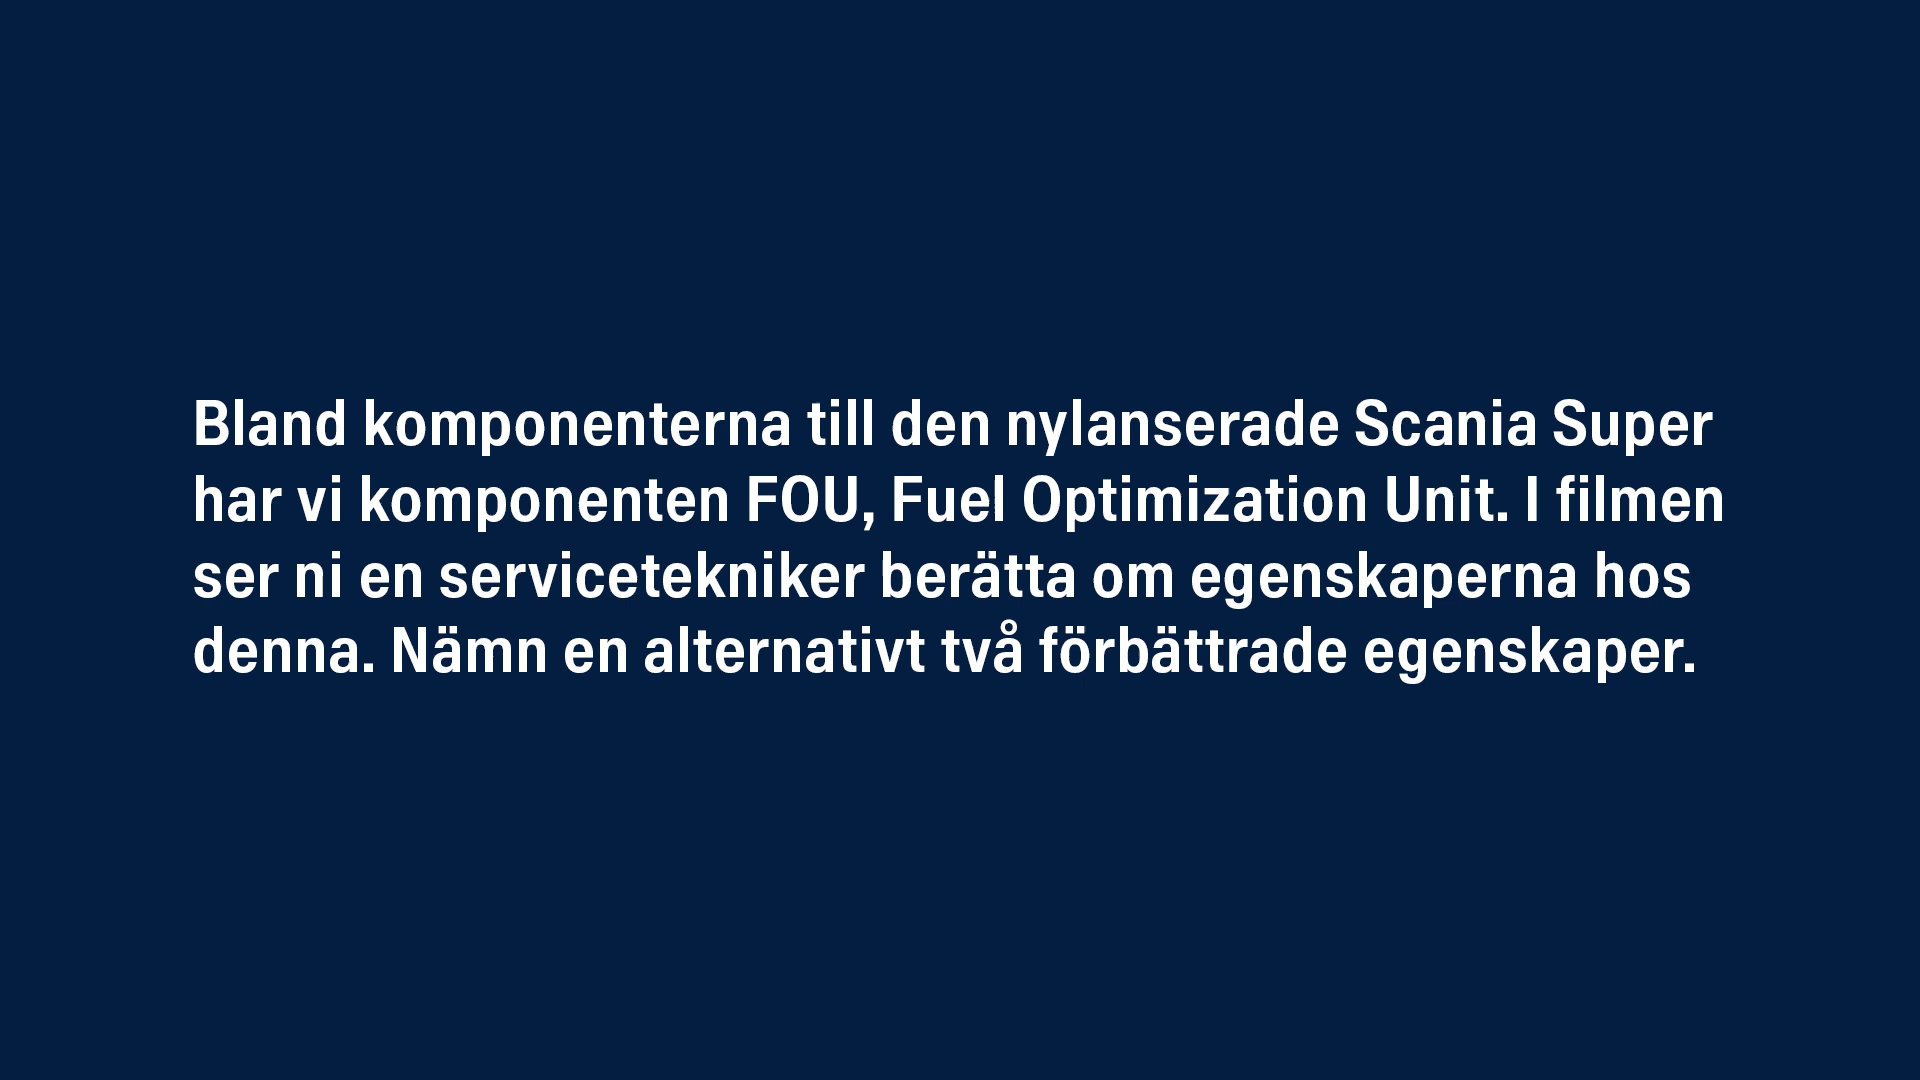 Bland komponenterna till den nylanserade Scania Super
har vi komponenten FOU, Fuel Optimization Unit. I filmen
ser ni en servicetekniker berätta om egenskaperna hos
denna. Nämn en alternativt två förbättrade egenskaper.